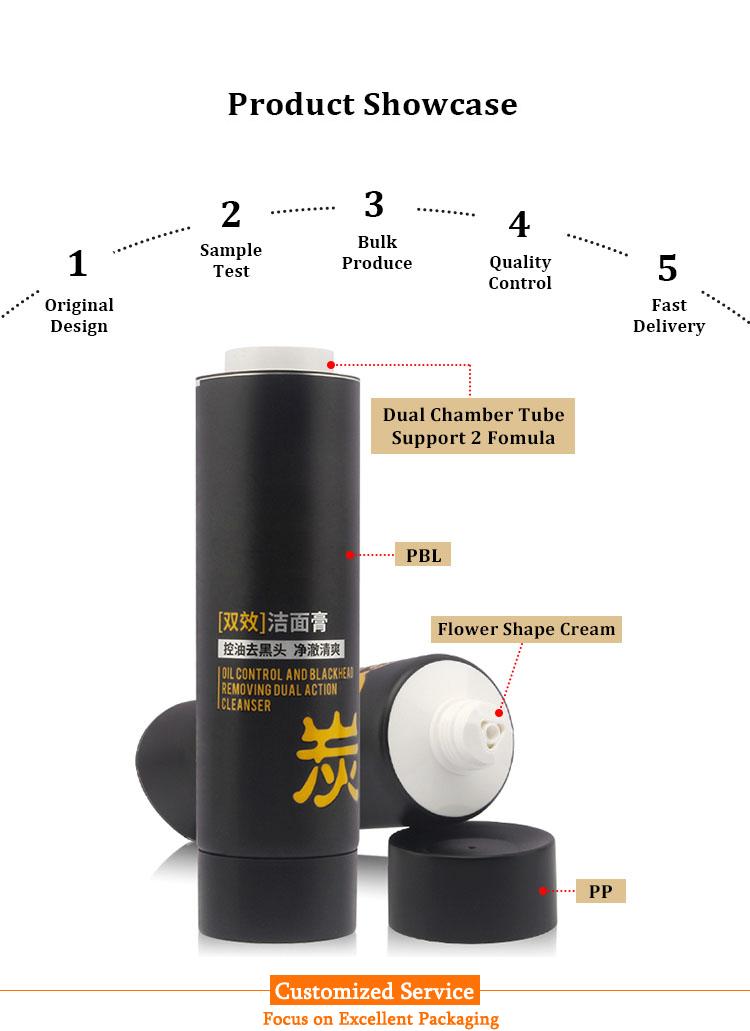 Product Showcase
1
Original
Design
2
Sample
Test
3
Bulk
Produce
4
Quality
Control
5
Fast
Delivery
Dual Chamber Tube
Support 2 Fomula
PBL
Flower Shape Cream
[双效]洁面膏
控油去黑头 净澈清爽
OIL CONTROL AND BLACKHEAD
REMOVING DUAL ACTION
CLEANSER
炭
PP
Customized Service
Focus on Excellent Packaging